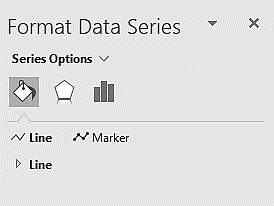 Format Data Series
Series Options
Line Marker
Line